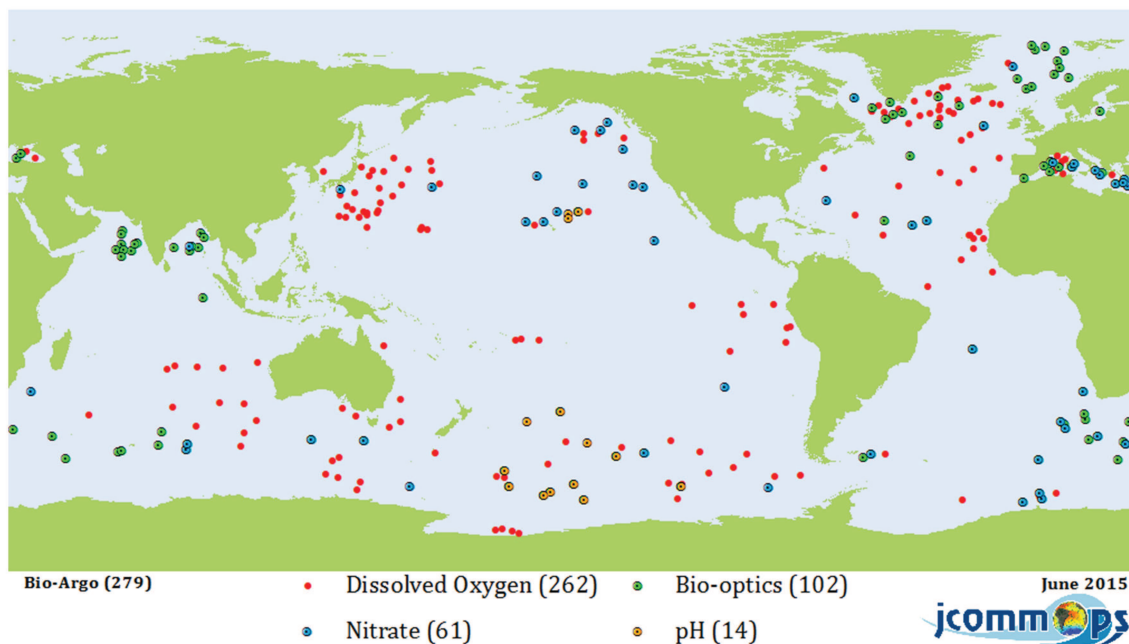 Bio-Argo (279)
Dissolved Oxygen (262)
Bio-optics (102)
June 2015
Nitrate (61)
pH (14)
jcommops